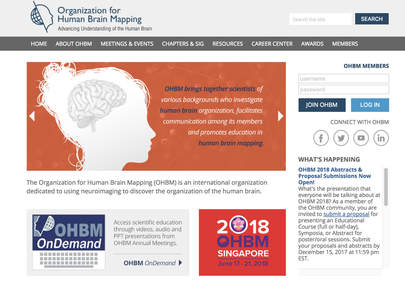 Organization for
Human Brain Mapping
Advancing Understanding of the Human Brain
Search the site
SEARCH
HOME
ABOUT OHBM
MEETINGS & EVENTS
CHAPTERS & SIG
RESOURCES
CAREER CENTER
AWARDS
MEMBERS
OHBM brings together scientists of
various backgrounds who investigate
human brain organization, facilitates
communication among its members
and promotes education in
human brain mapping.
OHBM MEMBERS
username
password
JOIN OHBM
LOG IN
CONNECT WITH OHBM
The Organization for Human Brain Mapping (OHBM) is an international organization
dedicated to using neuroimaging to discover the organization of the human brain.
OHBM
OnDemand
Access scientific education
through videos, audio and
PPT presentations from
OHBM Annual Meetings.
OHBM OnDemand
2018
OHBM
SINGAPORE
June 17 - 21, 2018
WHAT'S HAPPENING
OHBM 2018 Abstracts &
Proposal Submissions Now
Open!
What's the presentation that
everyone will be talking about at
OHBM 2018? As a member of
the OHBM community, you are
invited to submit a proposal for
presenting an Educational
Course (full or half-day),
Symposia, or Abstract for
poster/oral sessions. Submit
your proposals and abstracts by
December 15, 2017 at 11:59 pm
EST.